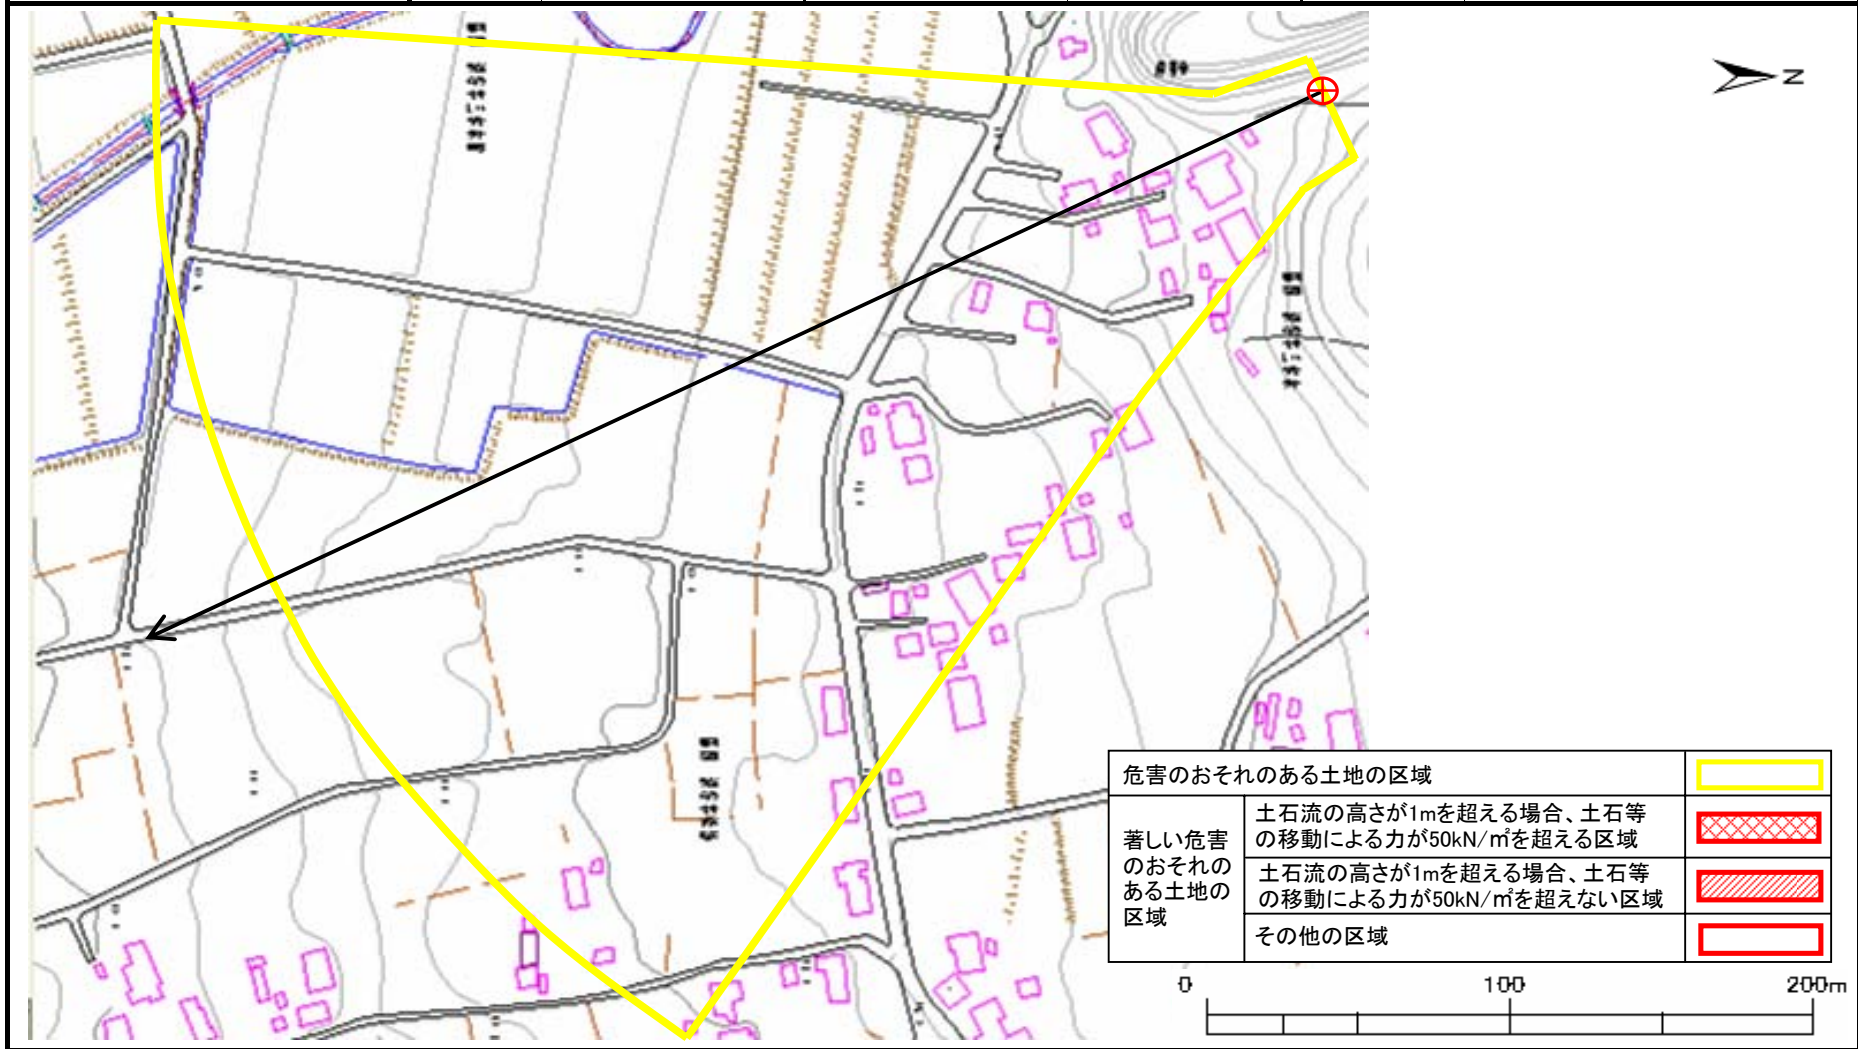 N
危害のおそれのある土地の区域
著しい危害
のおそれの
ある土地の
区域
土石流の高さが1mを超える場合、土石等
の移動による力が50kN/㎡を超える区域
土石流の高さが1mを超える場合、土石等
の移動による力が50kN/㎡を超えない区域
その他の区域
0 100 200m